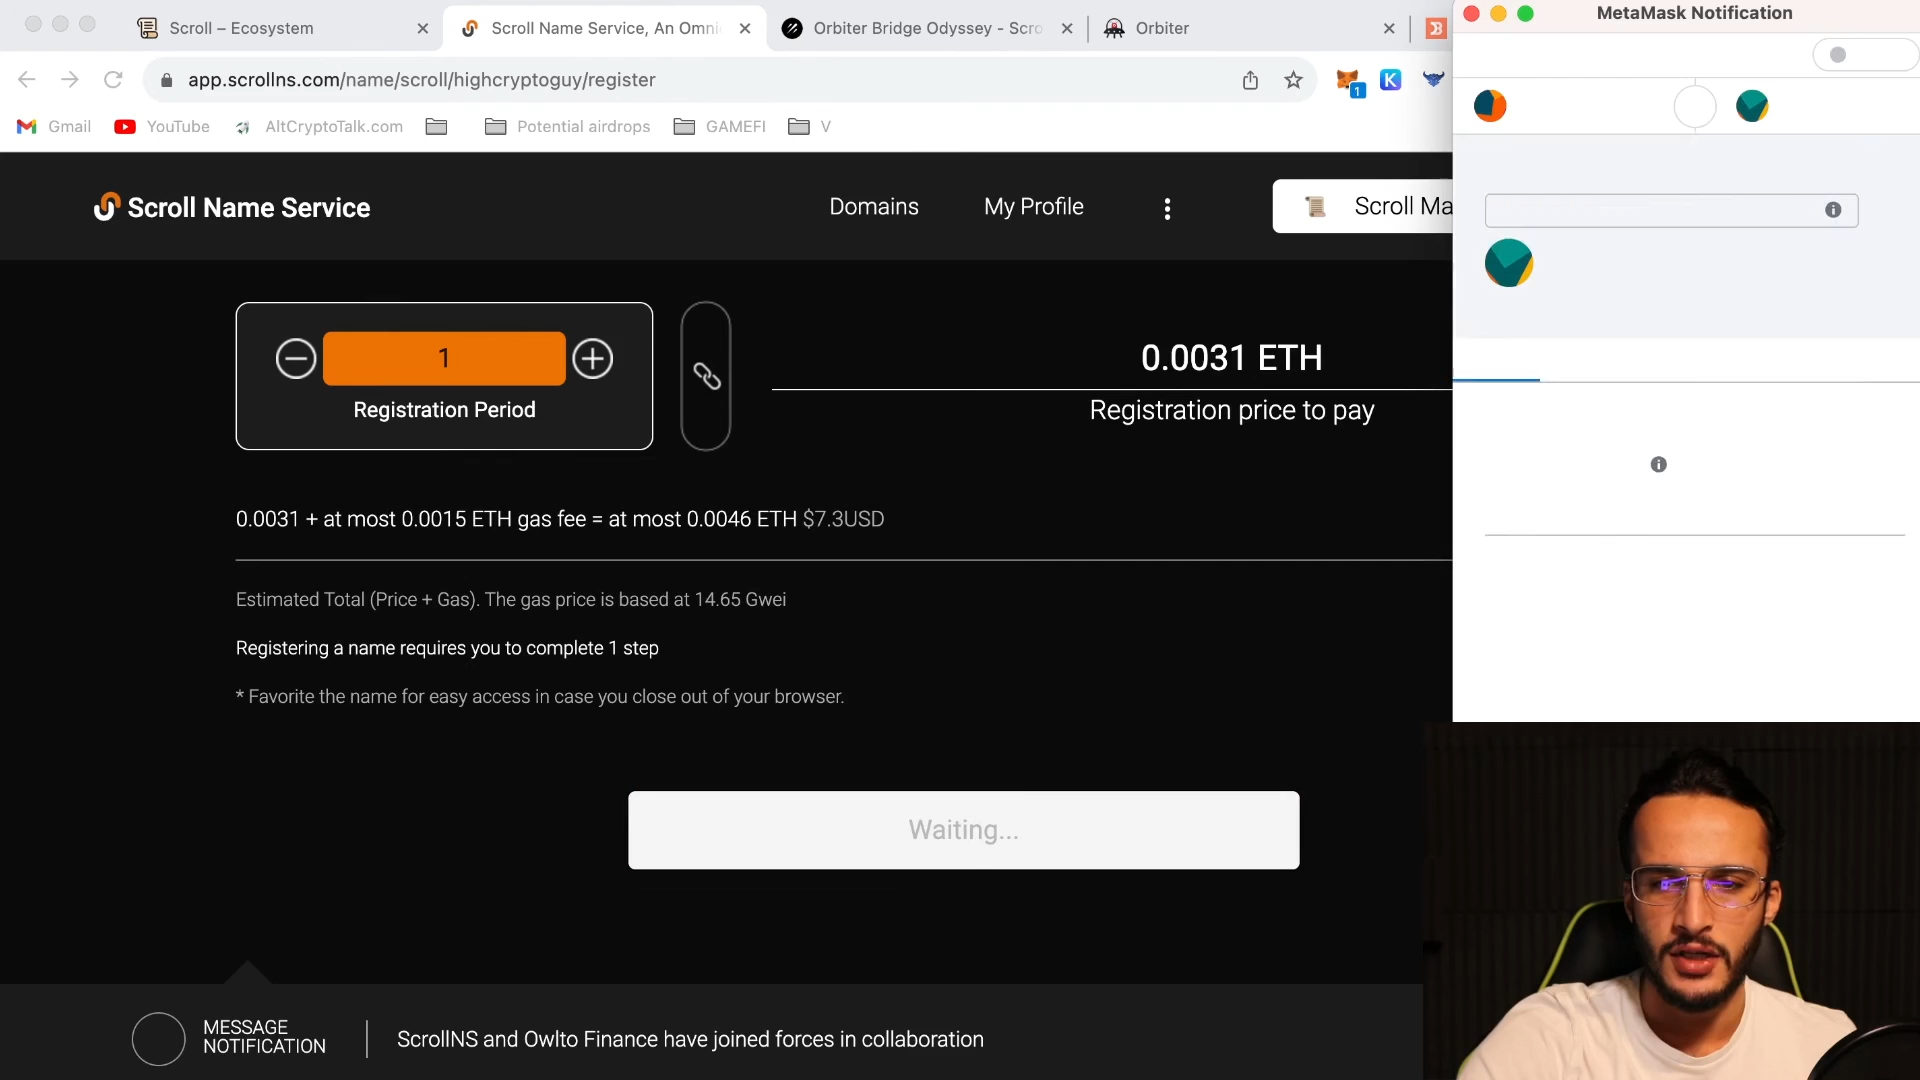 Scroll – Ecosystem
Scroll Name Service, An Omni
Orbiter Bridge Odyssey - Scro
Orbiter
MetaMask Notification
app.scrollns.com/name/scroll/highcryptoguy/register
1
K
Gmail
YouTube
AltCryptoTalk.com
Potential airdrops
GAMEFI
V
Scroll Name Service
Domains
My Profile
Scroll Ma
1
Registration Period
0.0031 ETH
Registration price to pay
0.0031 + at most 0.0015 ETH gas fee = at most 0.0046 ETH $7.3USD
Estimated Total (Price + Gas). The gas price is based at 14.65 Gwei
Registering a name requires you to complete 1 step
* Favorite the name for easy access in case you close out of your browser.
Waiting...
MESSAGE
NOTIFICATION
ScrollNS and Owlto Finance have joined forces in collaboration